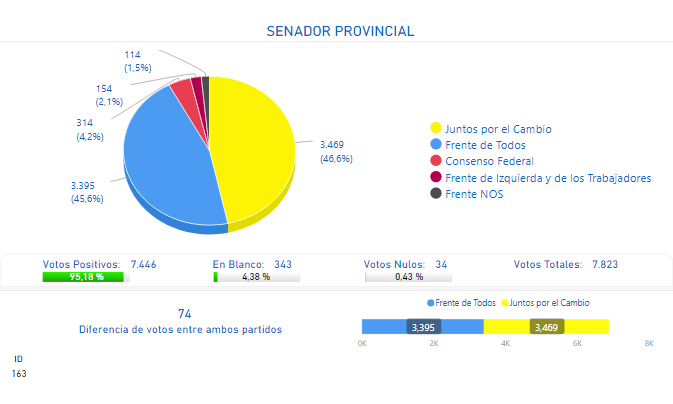 SENADOR PROVINCIAL
114
(1,5%)
154
(2,1%)
314
(4,2%)
3.395
(45,6%)
3.469
(46,6%)
Juntos por el Cambio
Frente de Todos
Consenso Federal
Frente de Izquierda y de los Trabajadores
Frente NOS
Votos Positivos: 7.446
95,18 %
En Blanco: 343
4,38 %
Votos Nulos: 34
0,43 %
Votos Totales: 7.823
74
Diferencia de votos entre ambos partidos
Frente de Todos Juntos por el Cambio
3,395 3,469
0K 2K 4K 6K 8K
ID
163